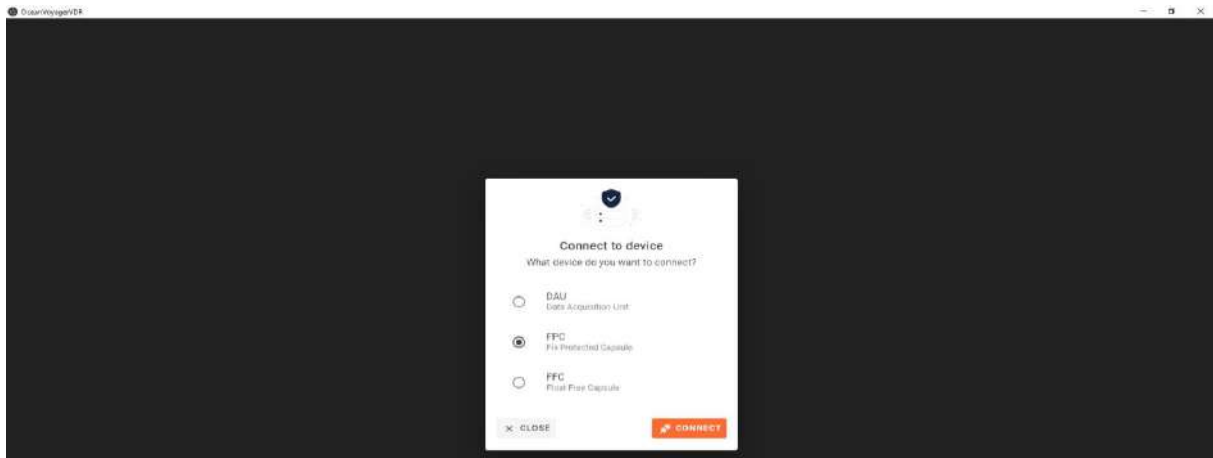 OceanVoyagerVDR
Connect to device
What device do you want to connect?
DAU
Data Acquisition Unit
FPC
Fix Protected Capsule
FFC
Float Free Capsule
CLOSE
CONNECT